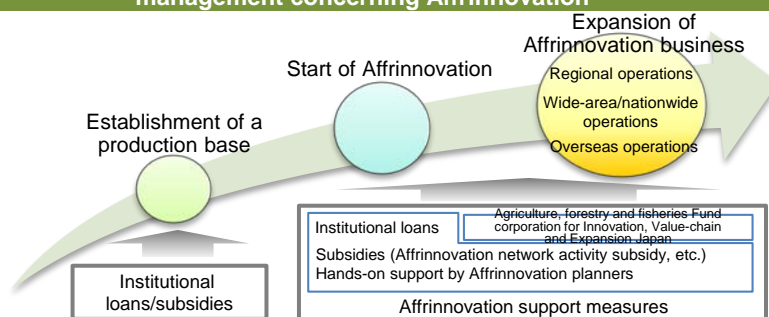 management concerning Affrinnovation
Expansion of
Affrinnovation business
Regional operations
Wide-area/nationwide
operations
Overseas operations
Start of Affrinnovation
Establishment of a
production base
Institutional
loans/subsidies
Institutional loans
Agriculture, forestry and fisheries Fund
corporation for Innovation, Value-chain
and Expansion Japan
Subsidies (Affrinnovation network activity subsidy, etc.)
Hands-on support by Affrinnovation planners
Affrinnovation support measures